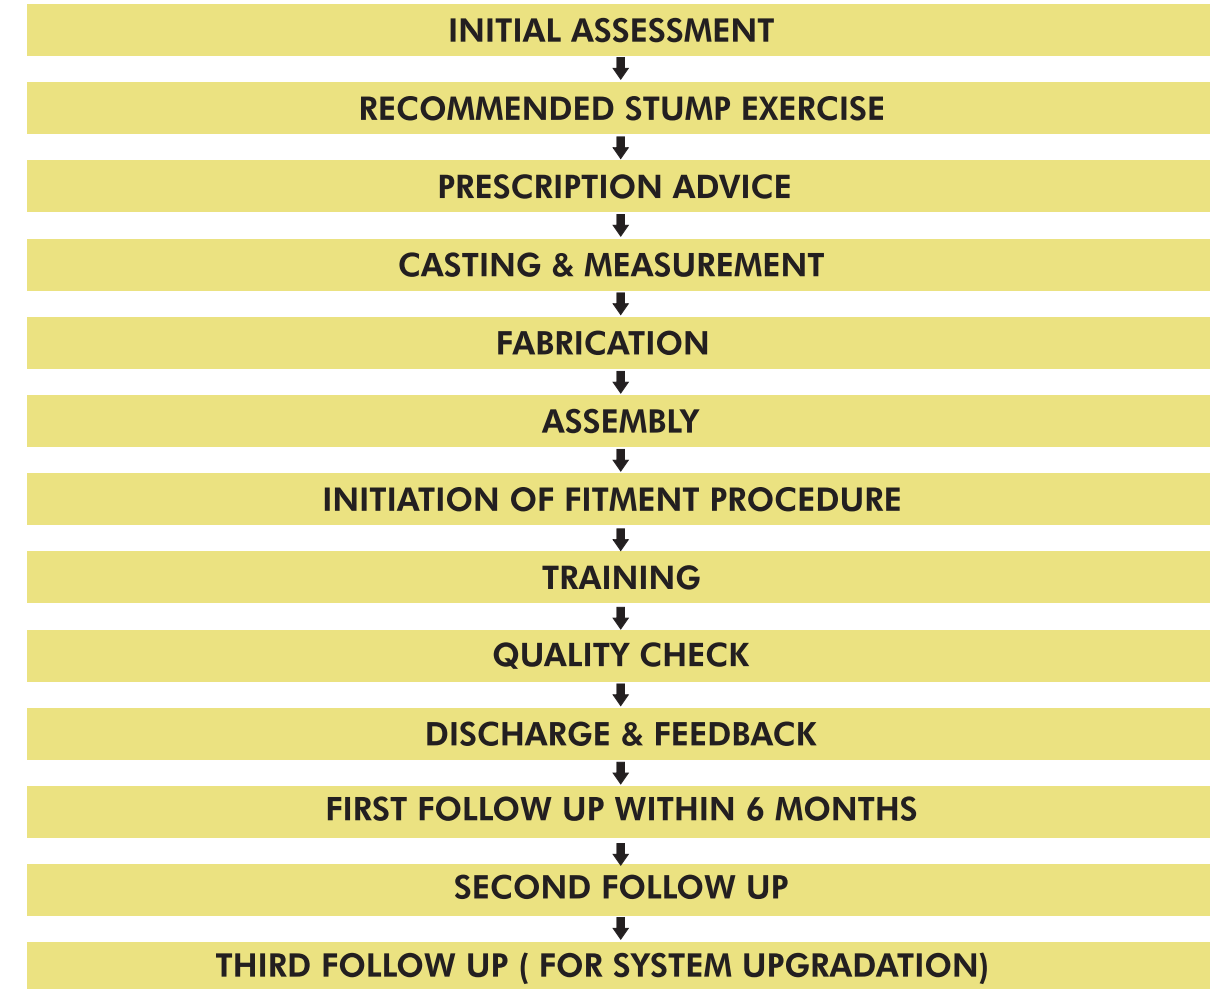 INITIAL ASSESSMENT
RECOMMENDED STUMP EXERCISE
PRESCRIPTION ADVICE
CASTING & MEASUREMENT
FABRICATION
ASSEMBLY
INITIATION OF FITMENT PROCEDURE
TRAINING
QUALITY CHECK
DISCHARGE & FEEDBACK
FIRST FOLLOW UP WITHIN 6 MONTHS
SECOND FOLLOW UP
THIRD FOLLOW UP ( FOR SYSTEM UPGRADATION)